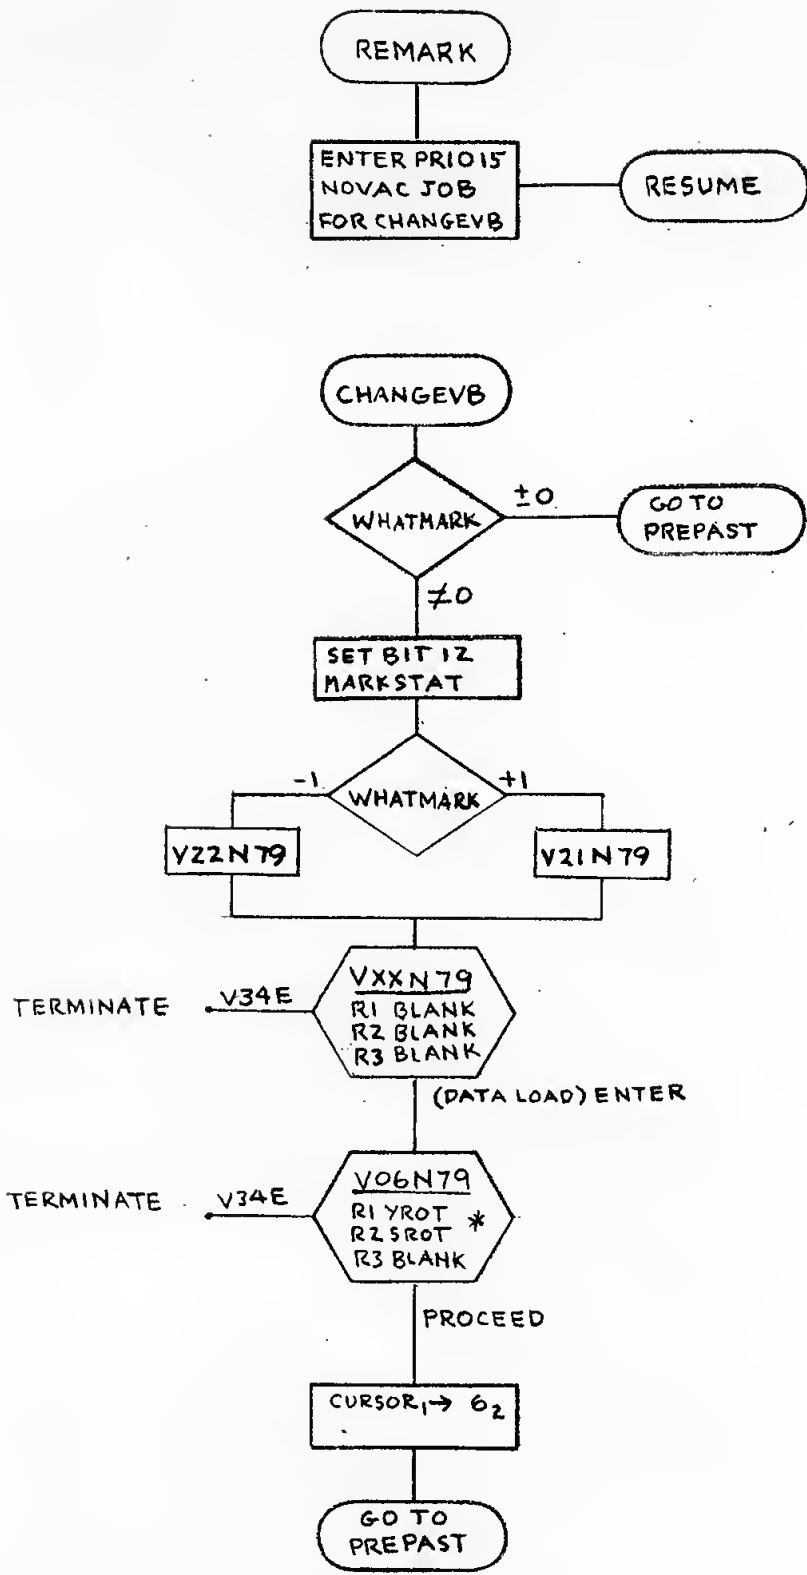 REMARK
ENTER PRIO15
NOVAC JOB
FOR CHANGEVB
RESUME
CHANGEVB
WHATMARK
±0
GO TO
PREPAST
≠0
SET BIT 12
MARKSTAT
-1
WHATMARK
+1
V22N79
V21N79
VXXN79
R1 BLANK
R2 BLANK
R3 BLANK
TERMINATE
V34E
(DATA LOAD) ENTER
V06N79
R1 YROT
R2 SROT *
R3 BLANK
TERMINATE
V34E
PROCEED
CURSOR₁→ 6₂
GO TO
PREPAST